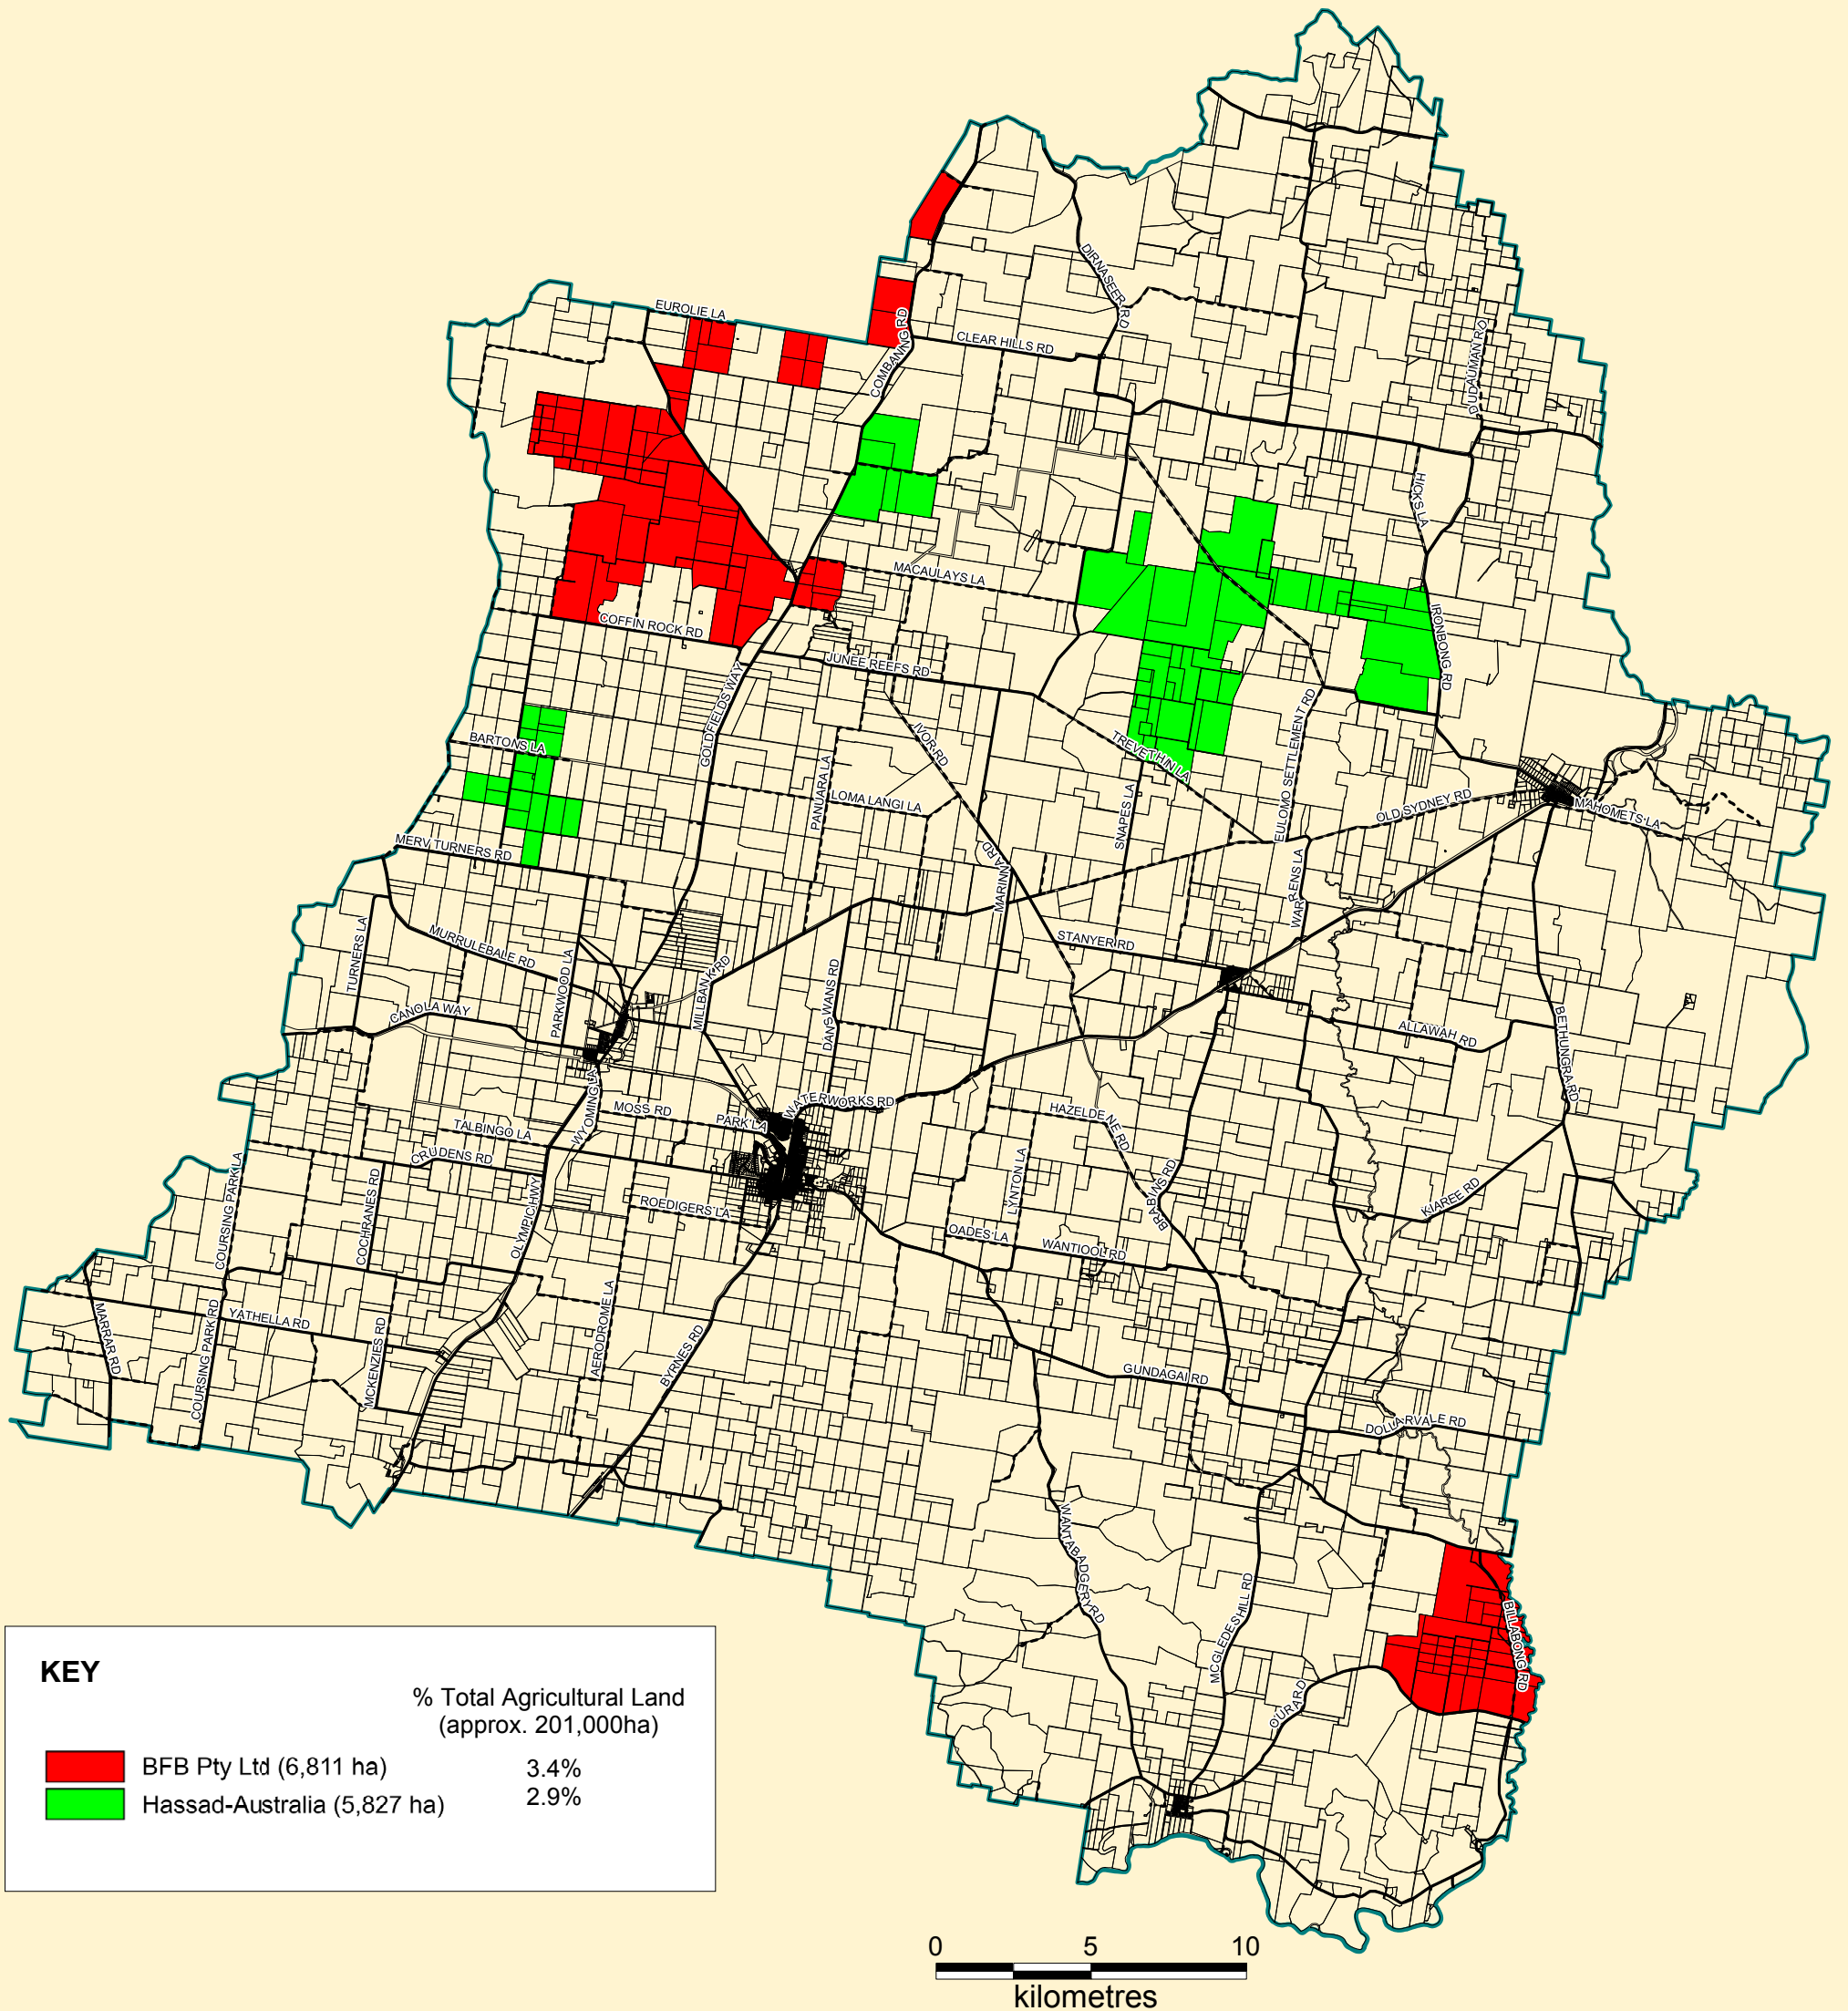 EUROLIE LA
COMBANING RD
DIRNASEER RD
CLEAR HILLS RD
DUDAUMAN RD
HICKS LA
MACAULAYS LA
IRONBONG RD
COFFIN ROCK RD
JUNEE REEFS RD
GOLDFIELDS WAY
IVOR RD
BARTONS LA
TREVETHIN LA
EULOMO SETTLEMENT RD
PANUARA LA
LOMA LANGI LA
SNAPES LA
OLD SYDNEY RD
MAHOMETS LA
MERV TURNERS RD
MARINNA RD
WARRENS LA
TURNERS LA
MURRULEBALE RD
PARKWOOD LA
MILLBANK RD
DANSWANS RD
STANYER RD
CANOLA WAY
ALLAWAH RD
BETHUNGRA RD
WYOMING LA
MOSS RD
PARK LA
WATERWORKS RD
HAZELDENE RD
TALBINGO LA
CRUDENS RD
COURSING PARK LA
COCHRANES RD
OLYMPIC HWY
ROEDIGERS LA
LYNTON LA
BRABINS RD
KIAREE RD
OADES LA
WANTIOOL RD
MARRAR RD
COURSING PARK RD
YATHELLA RD
MCKENZIES RD
AERODROME LA
BYRNES RD
GUNDAGAI RD
DOLLARVALE RD
WANTABADGERY RD
MCGLEDES HILL RD
OURA RD
BILLABONG RD
KEY
% Total Agricultural Land
(approx. 201,000ha)
BFB Pty Ltd (6,811 ha) 3.4%
Hassad-Australia (5,827 ha) 2.9%
0 5 10
kilometres